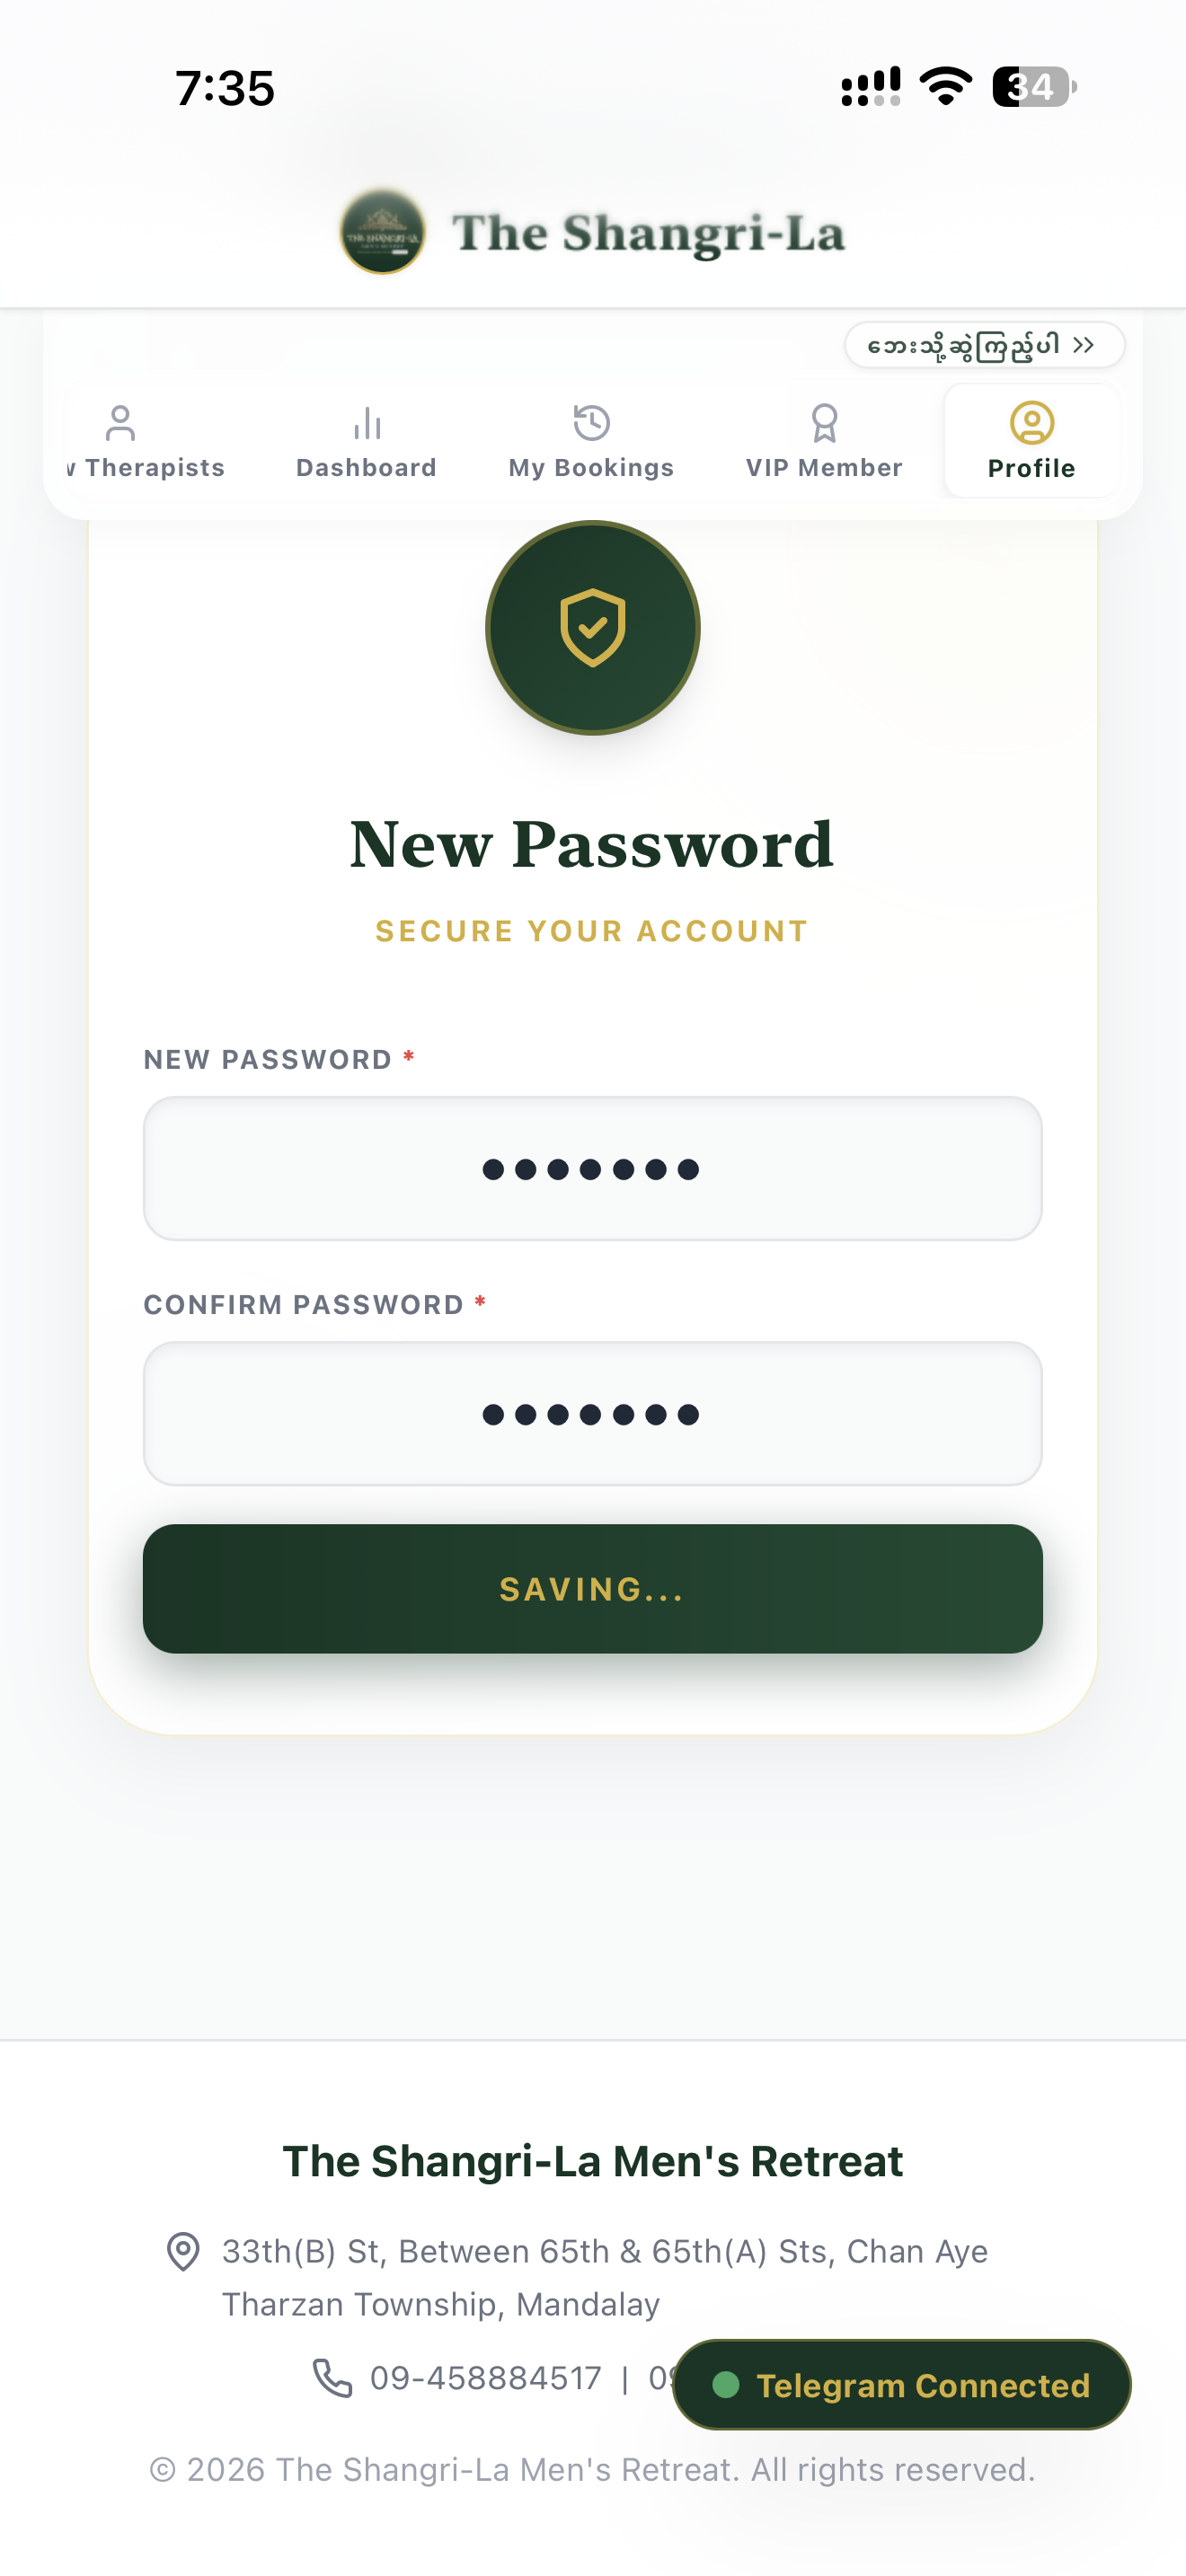 7:35
34
The Shangri-La
ဘေးသို့ဆွဲကြည့်ပါ
Therapists
Dashboard
My Bookings
VIP Member
Profile
New Password
SECURE YOUR ACCOUNT
NEW PASSWORD *
CONFIRM PASSWORD *
SAVING...
The Shangri-La Men's Retreat
33th(B) St, Between 65th & 65th(A) Sts, Chan Aye
Tharzan Township, Mandalay
09-458884517 |
Telegram Connected
© 2026 The Shangri-La Men's Retreat. All rights reserved.